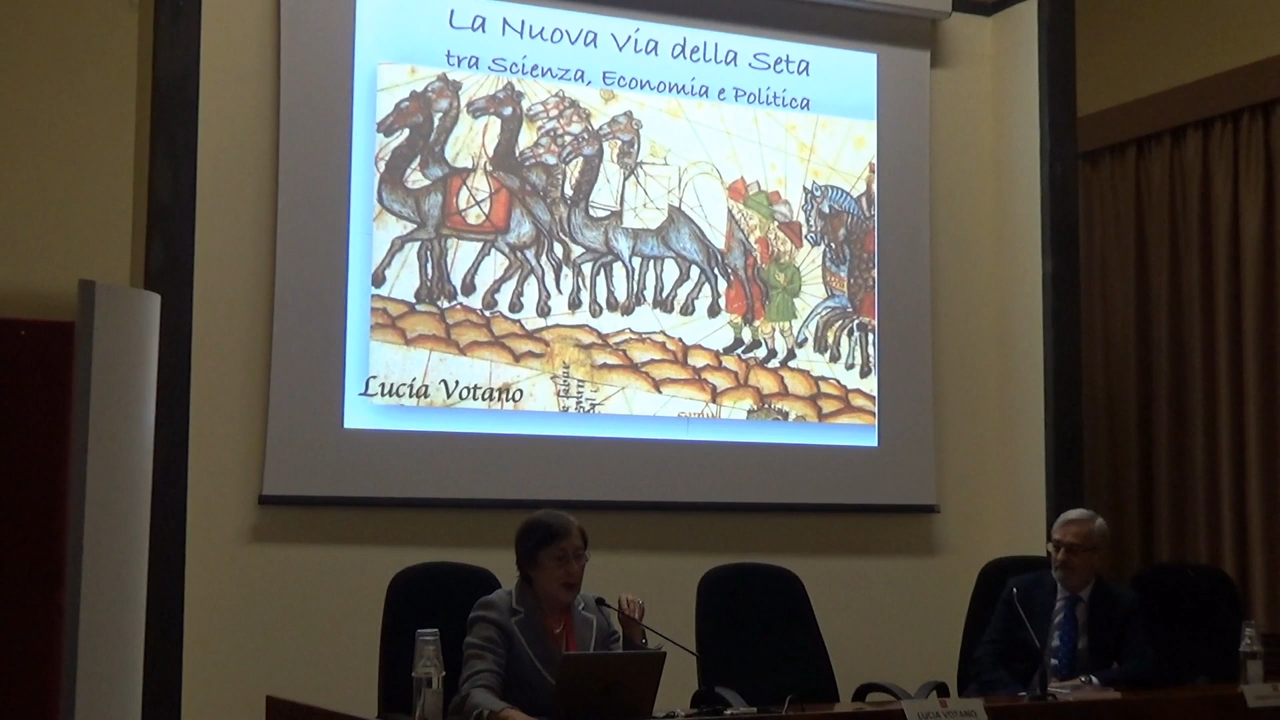 La Nuova Via della Seta
tra Scienza, Economia e Politica
Lucia Votano
LUCIA VOTANO